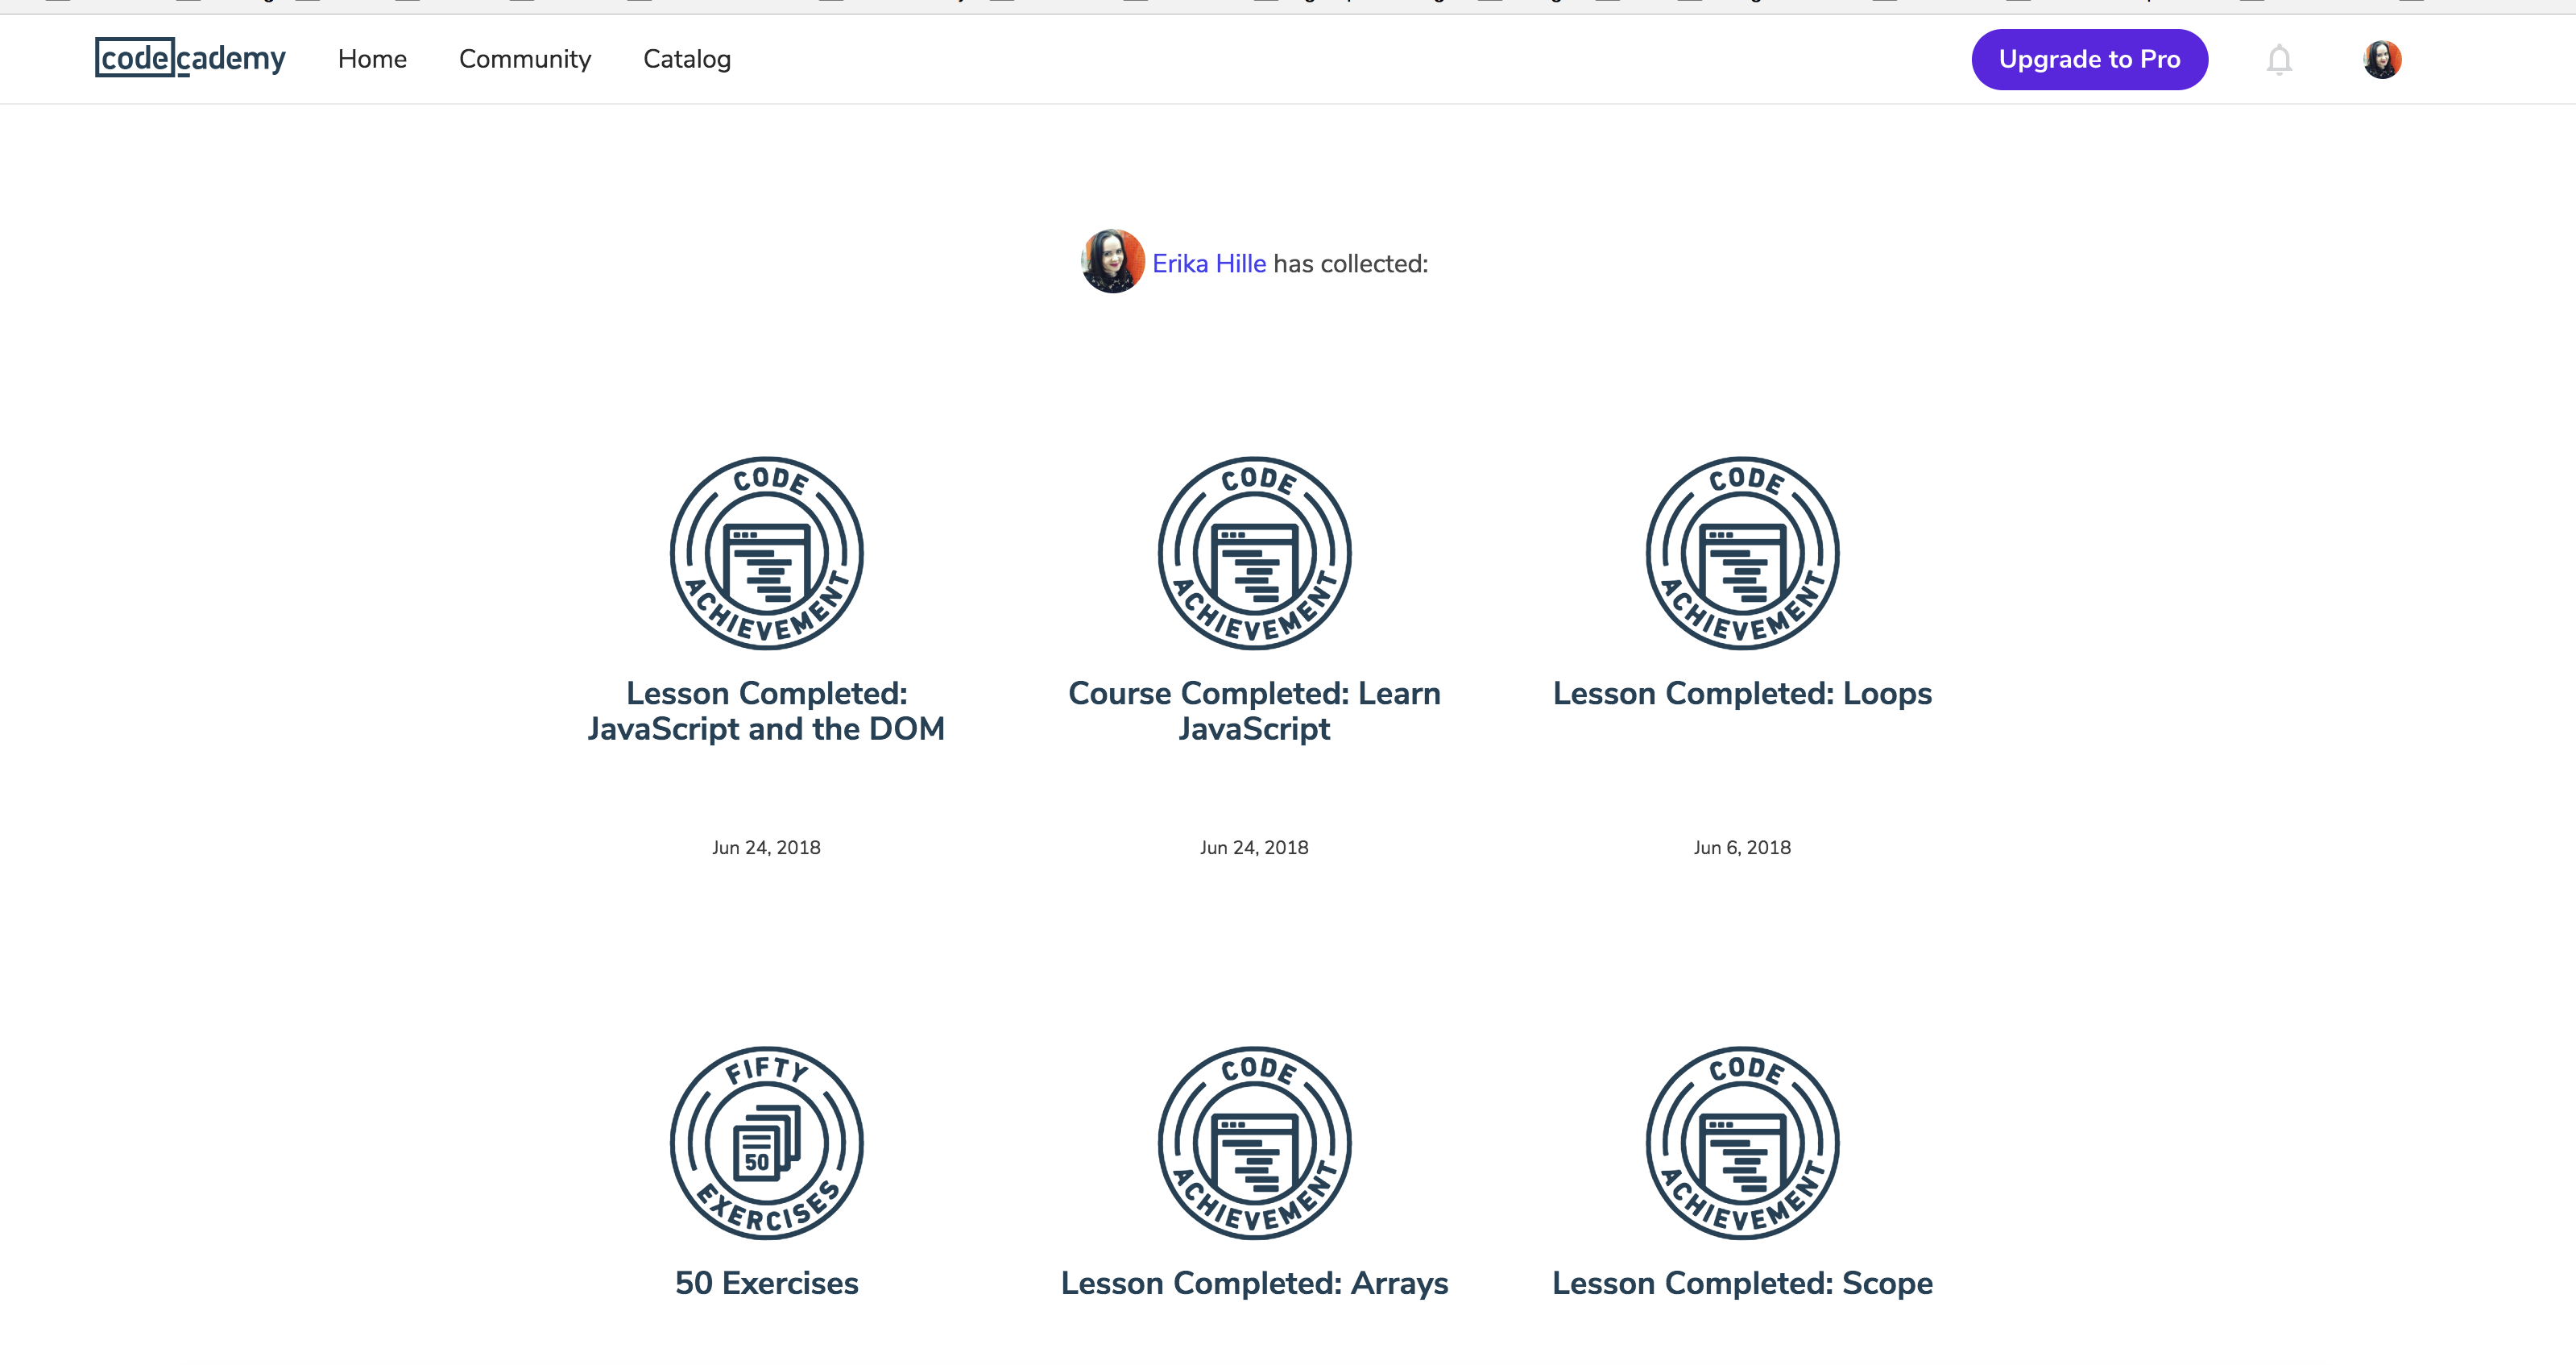 codecademy
Home Community Catalog
Upgrade to Pro
Erika Hille has collected:
CODE ACHIEVEMENT
CODE ACHIEVEMENT
CODE ACHIEVEMENT
Lesson Completed:
JavaScript and the DOM
Course Completed: Learn
JavaScript
Lesson Completed: Loops
Jun 24, 2018
Jun 24, 2018
Jun 6, 2018
FIFTY EXERCISES
50
CODE ACHIEVEMENT
CODE ACHIEVEMENT
50 Exercises
Lesson Completed: Arrays
Lesson Completed: Scope